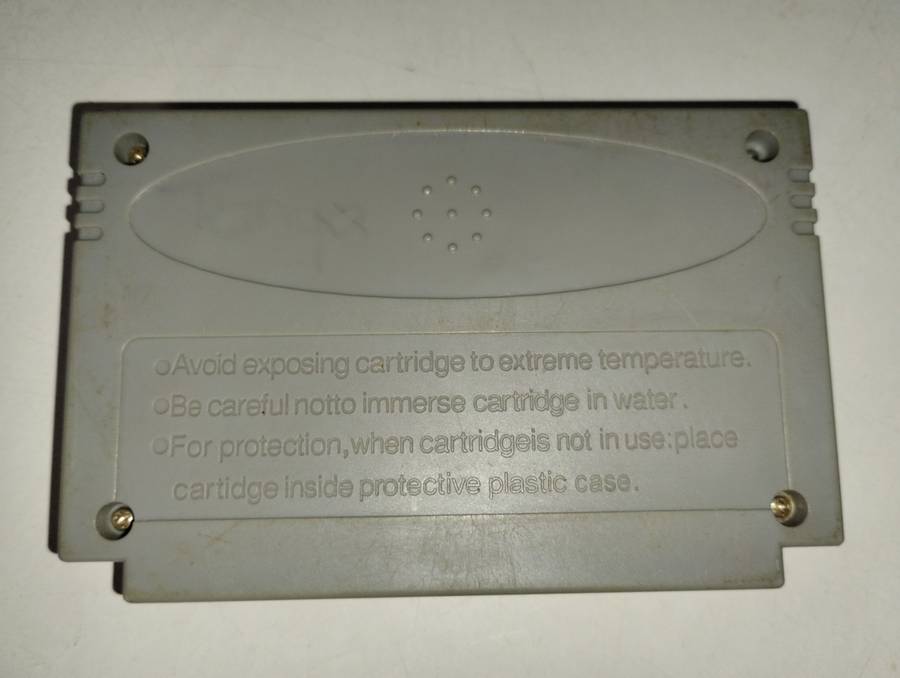 Avoid exposing cartridge to extreme temperature.
Be careful notto immerse cartridge in water.
For protection,when cartridgeis not in use:place
cartidge inside protective plastic case.